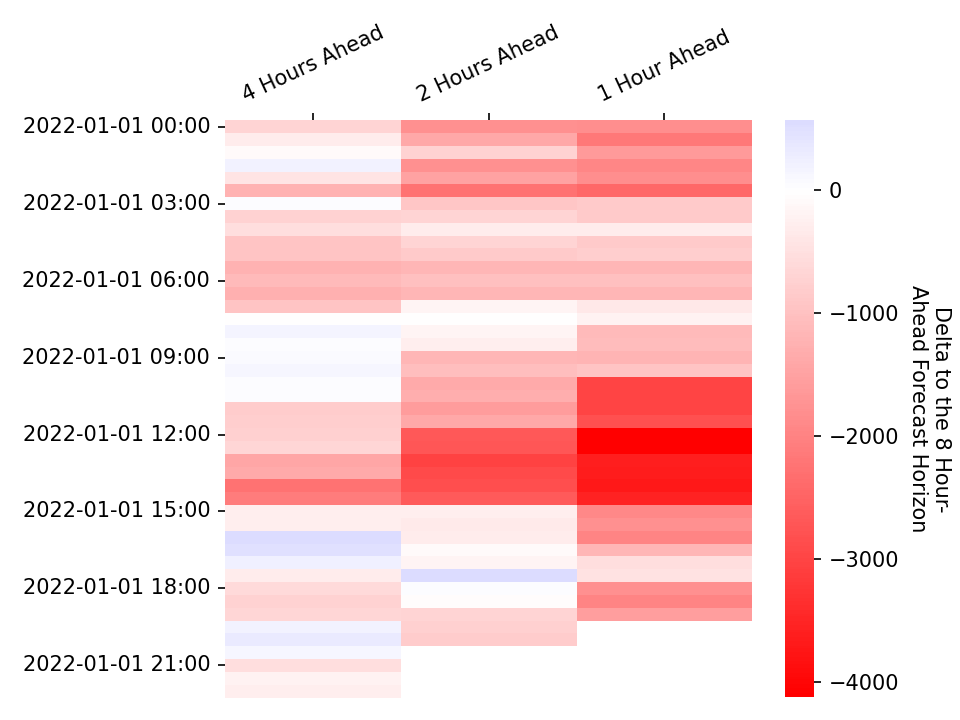 4 Hours Ahead
2 Hours Ahead
1 Hour Ahead
2022-01-01 00:00
2022-01-01 03:00
2022-01-01 06:00
2022-01-01 09:00
2022-01-01 12:00
2022-01-01 15:00
2022-01-01 18:00
2022-01-01 21:00
0
−1000
−2000
−3000
−4000
Delta to the 8 Hour-
Ahead Forecast Horizon